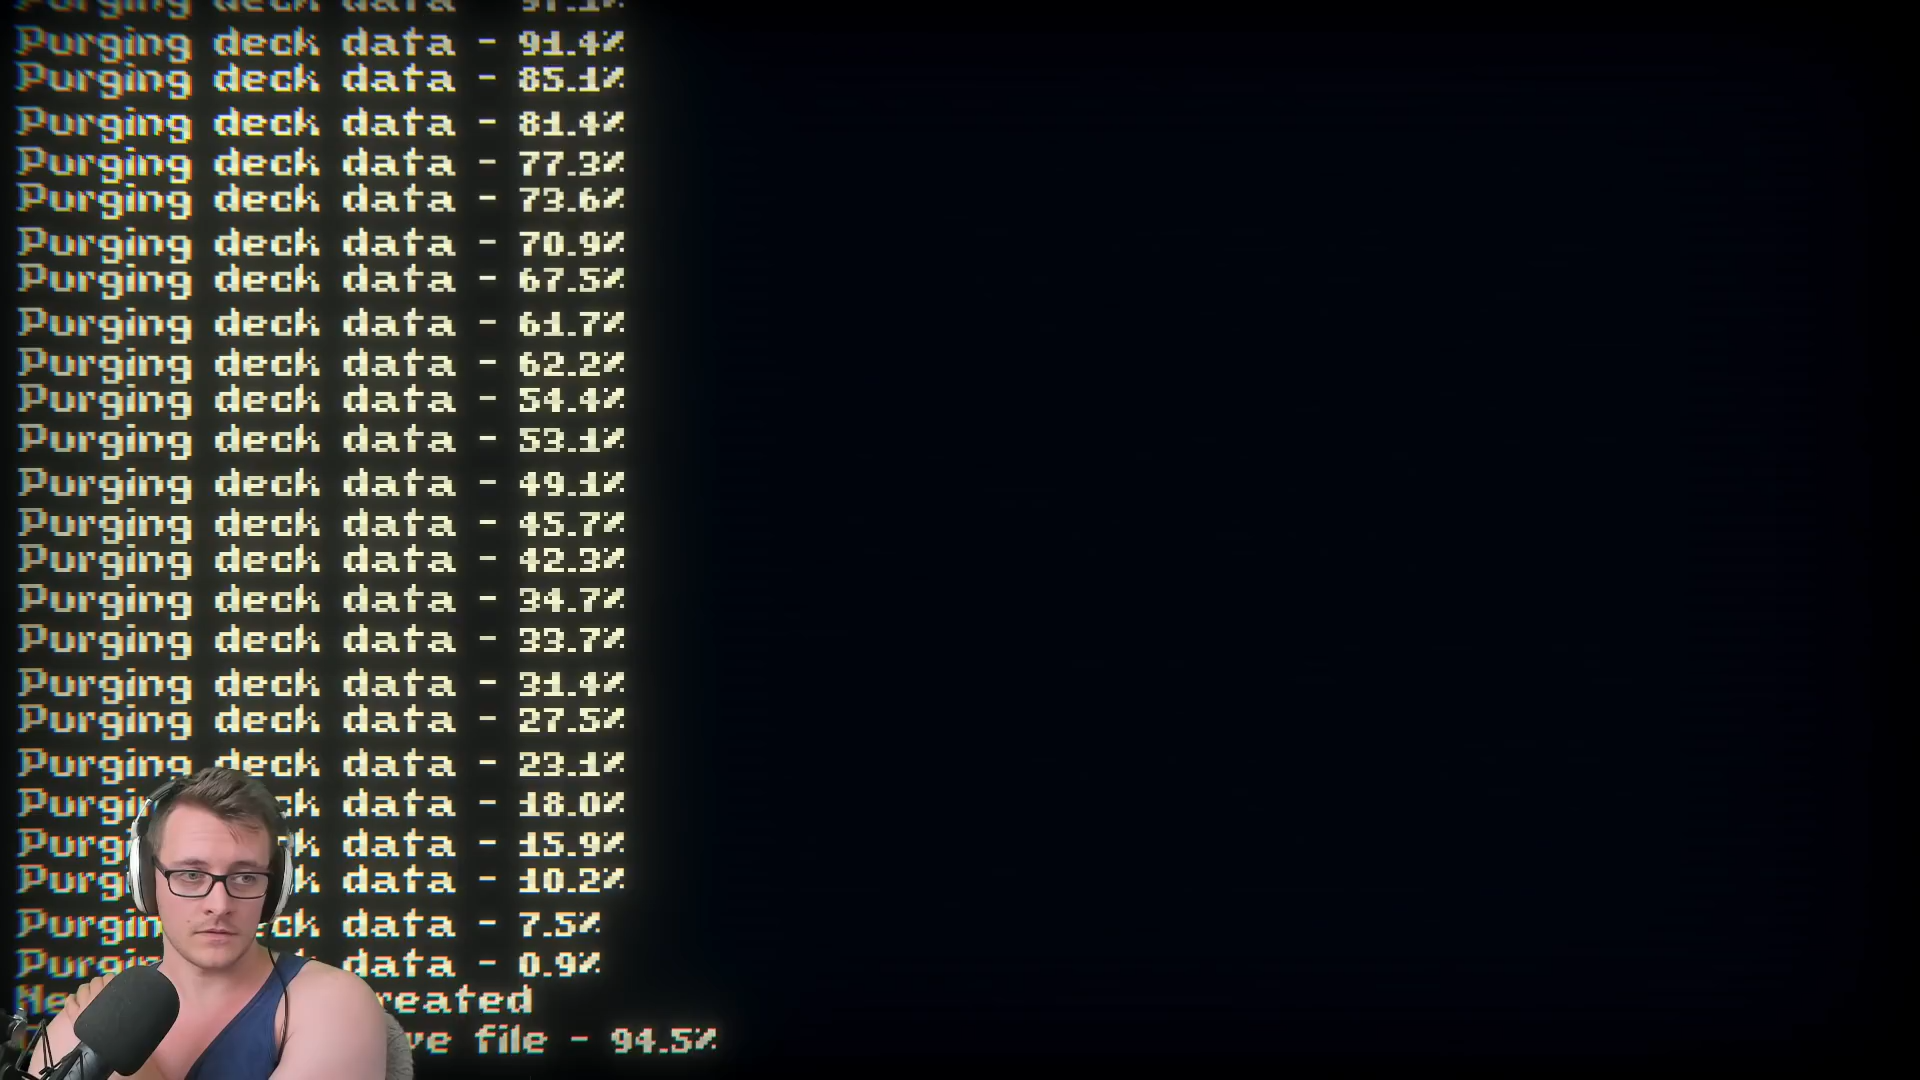 Purging deck data - 97.1%
Purging deck data - 91.4%
Purging deck data - 85.1%
Purging deck data - 81.4%
Purging deck data - 77.3%
Purging deck data - 73.6%
Purging deck data - 70.9%
Purging deck data - 67.5%
Purging deck data - 61.7%
Purging deck data - 62.2%
Purging deck data - 54.4%
Purging deck data - 53.1%
Purging deck data - 49.1%
Purging deck data - 45.7%
Purging deck data - 42.3%
Purging deck data - 34.7%
Purging deck data - 33.7%
Purging deck data - 31.4%
Purging deck data - 27.5%
Purging deck data - 23.1%
Purging data - 18.0%
data - 15.9%
data - 10.2%
data - 7.5%
data - 0.9%
reated
file - 94.5%